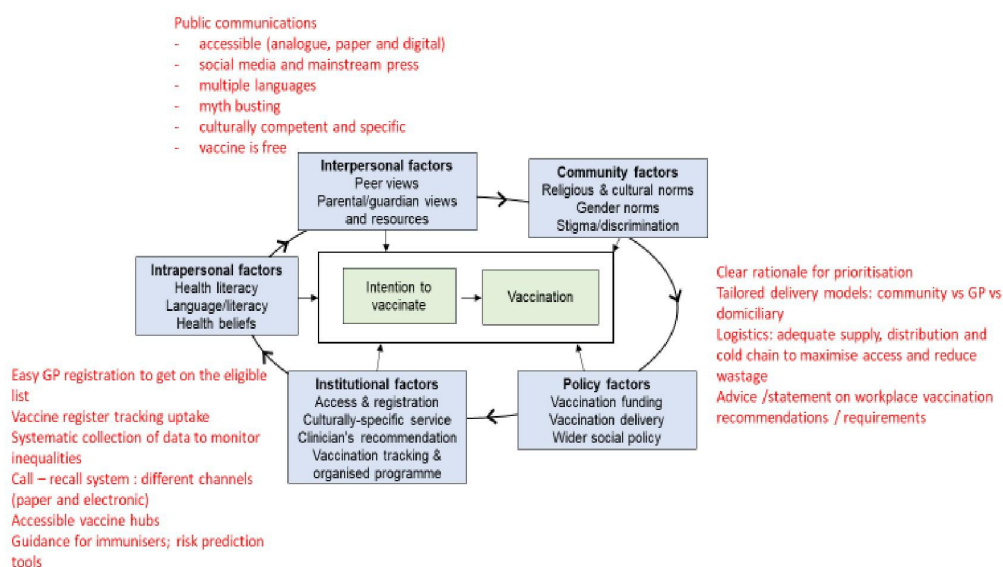 Public communications
- accessible (analogue, paper and digital)
- social media and mainstream press
- multiple languages
- myth busting
- culturally competent and specific
- vaccine is free
Interpersonal factors
Peer views
Parental/guardian views
and resources
Community factors
Religious & cultural norms
Gender norms
Stigma/discrimination
Intrapersonal factors
Health literacy
Language/literacy
Health beliefs
Intention to
vaccinate
Vaccination
Clear rationale for prioritisation
Tailored delivery models: community vs GP vs
domiciliary
Logistics: adequate supply, distribution and
cold chain to maximise access and reduce
wastage
Advice /statement on workplace vaccination
recommendations / requirements
Easy GP registration to get on the eligible
list
Vaccine register tracking uptake
Systematic collection of data to monitor
inequalities
Call – recall system : different channels
(paper and electronic)
Accessible vaccine hubs
Guidance for immunisers; risk prediction
tools
Institutional factors
Access & registration
Culturally-specific service
Clinician's recommendation
Vaccination tracking &
organised programme
Policy factors
Vaccination funding
Vaccination delivery
Wider social policy